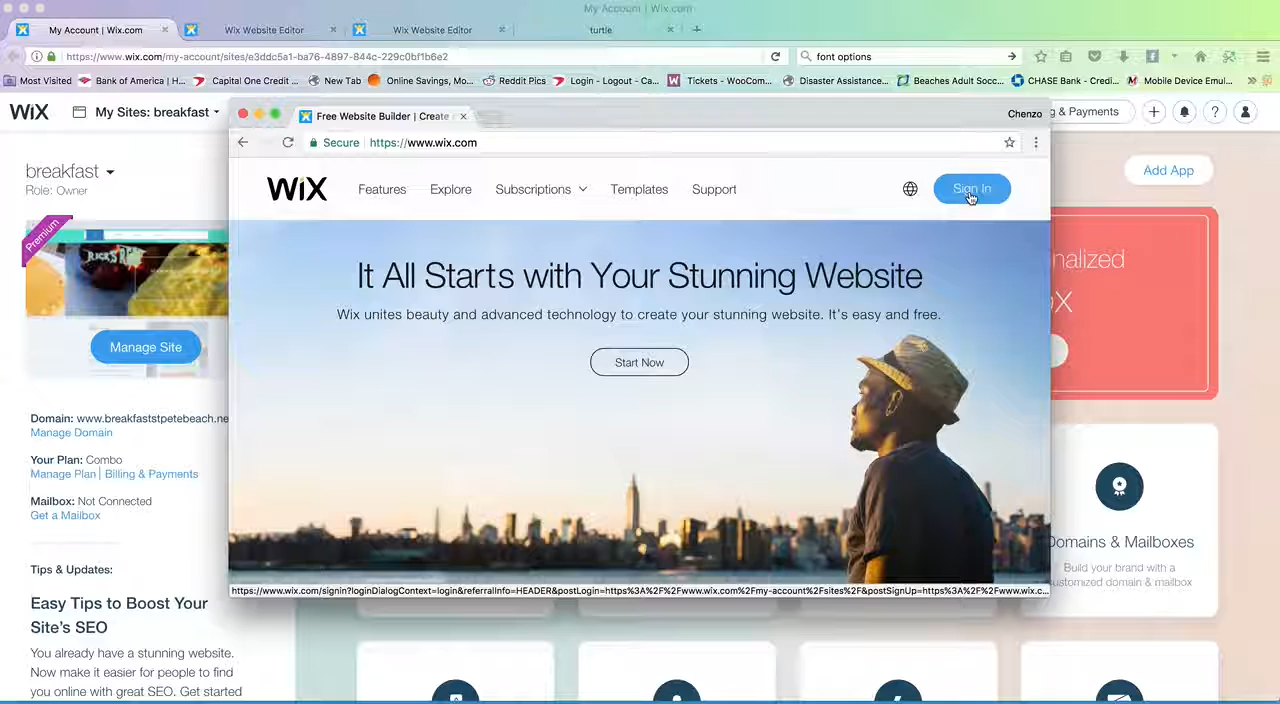 My Account | Wix.com
My Account | Wix.com
Wix Website Editor
Wix Website Editor
turtle
https://www.wix.com/my-account/sites/e3ddc5a1-ba76-4897-844c-229c0bf1b6e2
font options
Most Visited
Bank of America | H...
Capital One Credit ...
New Tab
Online Savings, Mo...
Reddit Pics
Login - Logout - Ca...
Tickets - WooCom...
Disaster Assistance...
Beaches Adult Socc...
CHASE Bank - Credi...
Mobile Device Emul...
WiX
My Sites: breakfast
g & Payments
Free Website Builder | Create
Chenzo
Secure
https://www.wix.com
WiX
Features
Explore
Subscriptions
Templates
Support
Sign In
It All Starts with Your Stunning Website
Wix unites beauty and advanced technology to create your stunning website. It's easy and free.
Start Now
https://www.wix.com/signin?loginDialogContext=login&referralInfo=HEADER&postLogin=https%3A%2F%2Fwww.wix.com%2Fmy-account%2Fsites%2F&postSignUp=https%3A%2F%2Fwww.wix.c...
breakfast
Role: Owner
Premium
Manage Site
Domain: www.breakfaststpetebeach.ne
Manage Domain
Your Plan: Combo
Manage Plan | Billing & Payments
Mailbox: Not Connected
Get a Mailbox
Tips & Updates:
Easy Tips to Boost Your
Site's SEO
You already have a stunning website.
Now make it easier for people to find
you online with great SEO. Get started
Add App
nalized
Domains & Mailboxes
Build your brand with a
customized domain & mailbox